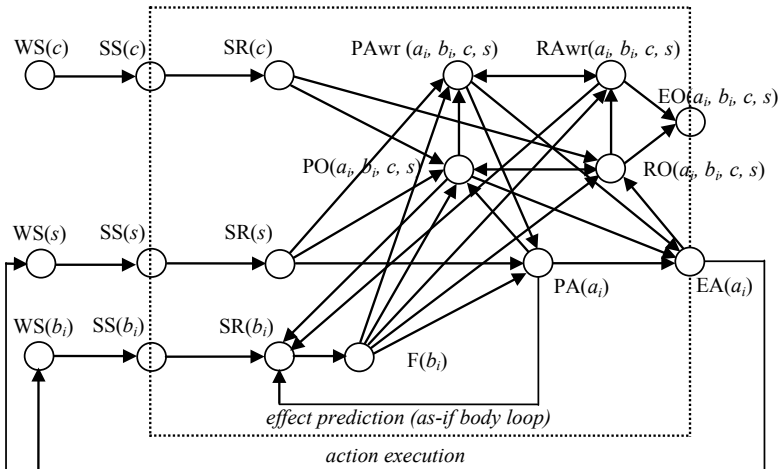 WS(c) SS(c) SR(c) PAwr (aᵢ, bᵢ, c, s) RAwr(aᵢ, bᵢ, c, s)
EO(aᵢ, bᵢ, c, s)
PO(aᵢ, bᵢ, c, s) RO(aᵢ, bᵢ, c, s)
WS(s) SS(s) SR(s)
PA(aᵢ) EA(aᵢ)
WS(bᵢ) SS(bᵢ) SR(bᵢ)
F(bᵢ)
effect prediction (as-if body loop)
action execution